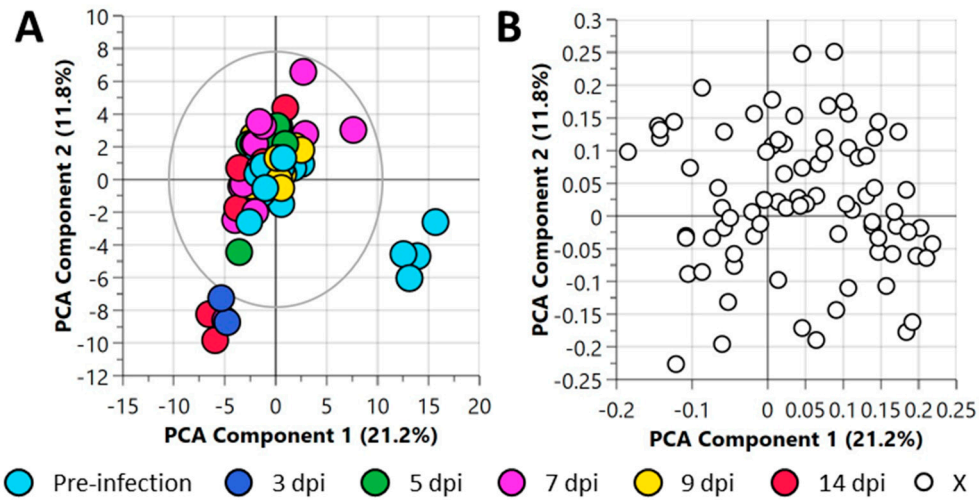 A
B
10
8
6
4
2
0
-2
-4
-6
-8
-10
-12
PCA Component 2 (11.8%)
-15 -10 -5 0 5 10 15 20
PCA Component 1 (21.2%)
0.3
0.25
0.2
0.15
0.1
0.05
0
-0.05
-0.1
-0.15
-0.2
-0.25
PCA Component 2 (11.8%)
-0.2 -0.1 0 0.05 0.1 0.15 0.2 0.25
PCA Component 1 (21.2%)
Pre-infection 3 dpi 5 dpi 7 dpi 9 dpi 14 dpi X